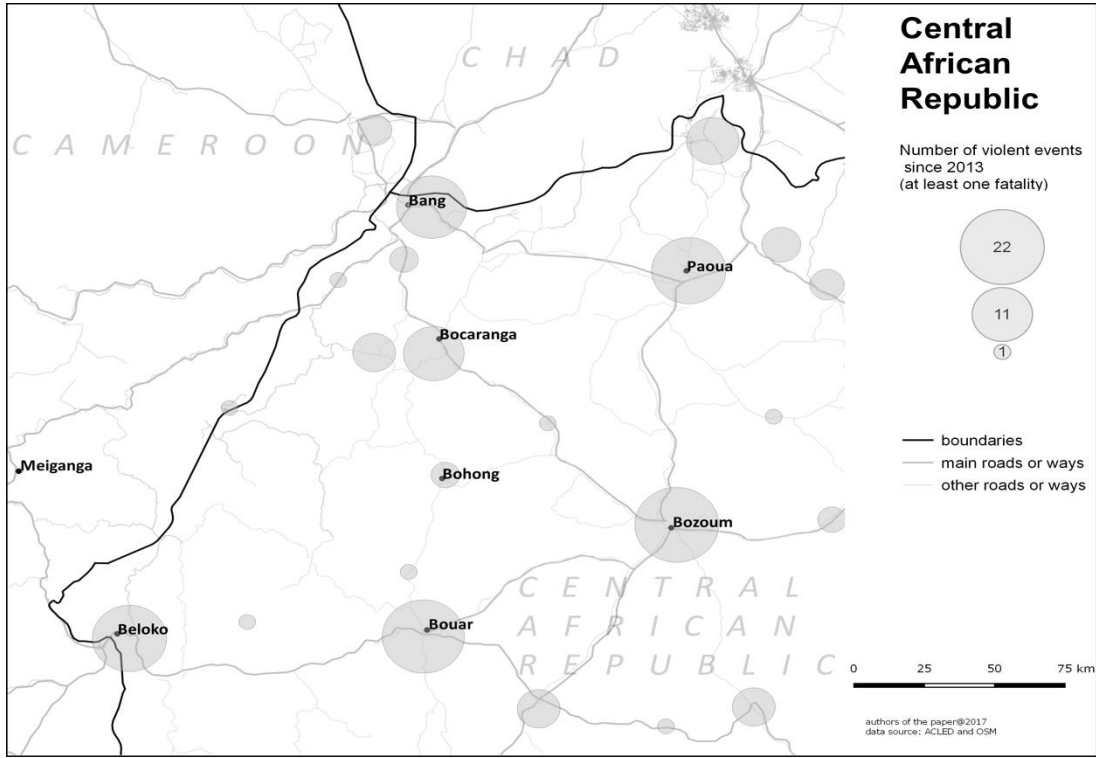 Central
African
Republic
Number of violent events
since 2013
(at least one fatality)
22
11
1
boundaries
main roads or ways
other roads or ways
0 25 50 75 km
authors of the paper@2017
data source: ACLED and OSM
CHAD
CAMEROON
Bang
Paoua
Bocaranga
Meiganga
Bohong
Bozoum
CENTRAL
AFRICAN
REPUBLIC
Beloko
Bouar